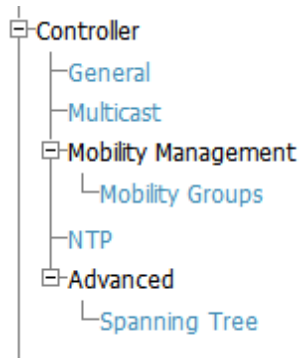 Controller
General
Multicast
Mobility Management
Mobility Groups
NTP
Advanced
Spanning Tree